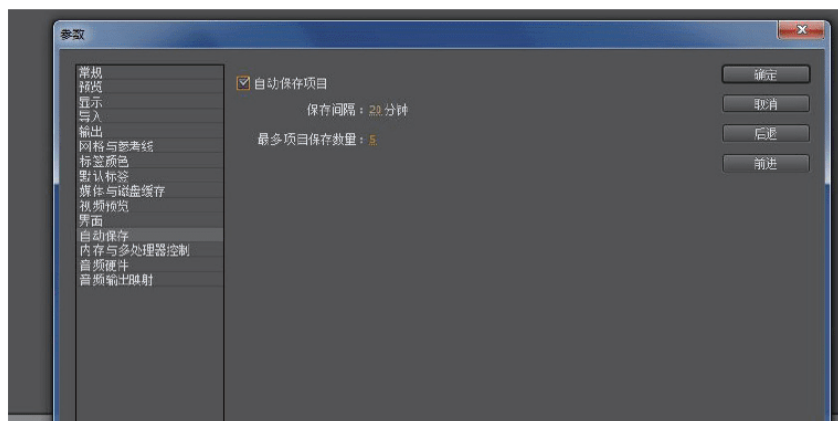 参数
常规
预览
显示
导入
输出
网格与参考线
标签颜色
默认标签
媒体与磁盘缓存
视频预览
界面
自动保存
内存与多处理器控制
音频硬件
音频输出映射
自动保存项目
保存间隔：20 分钟
最多项目保存数量：5
确定
取消
后退
前进